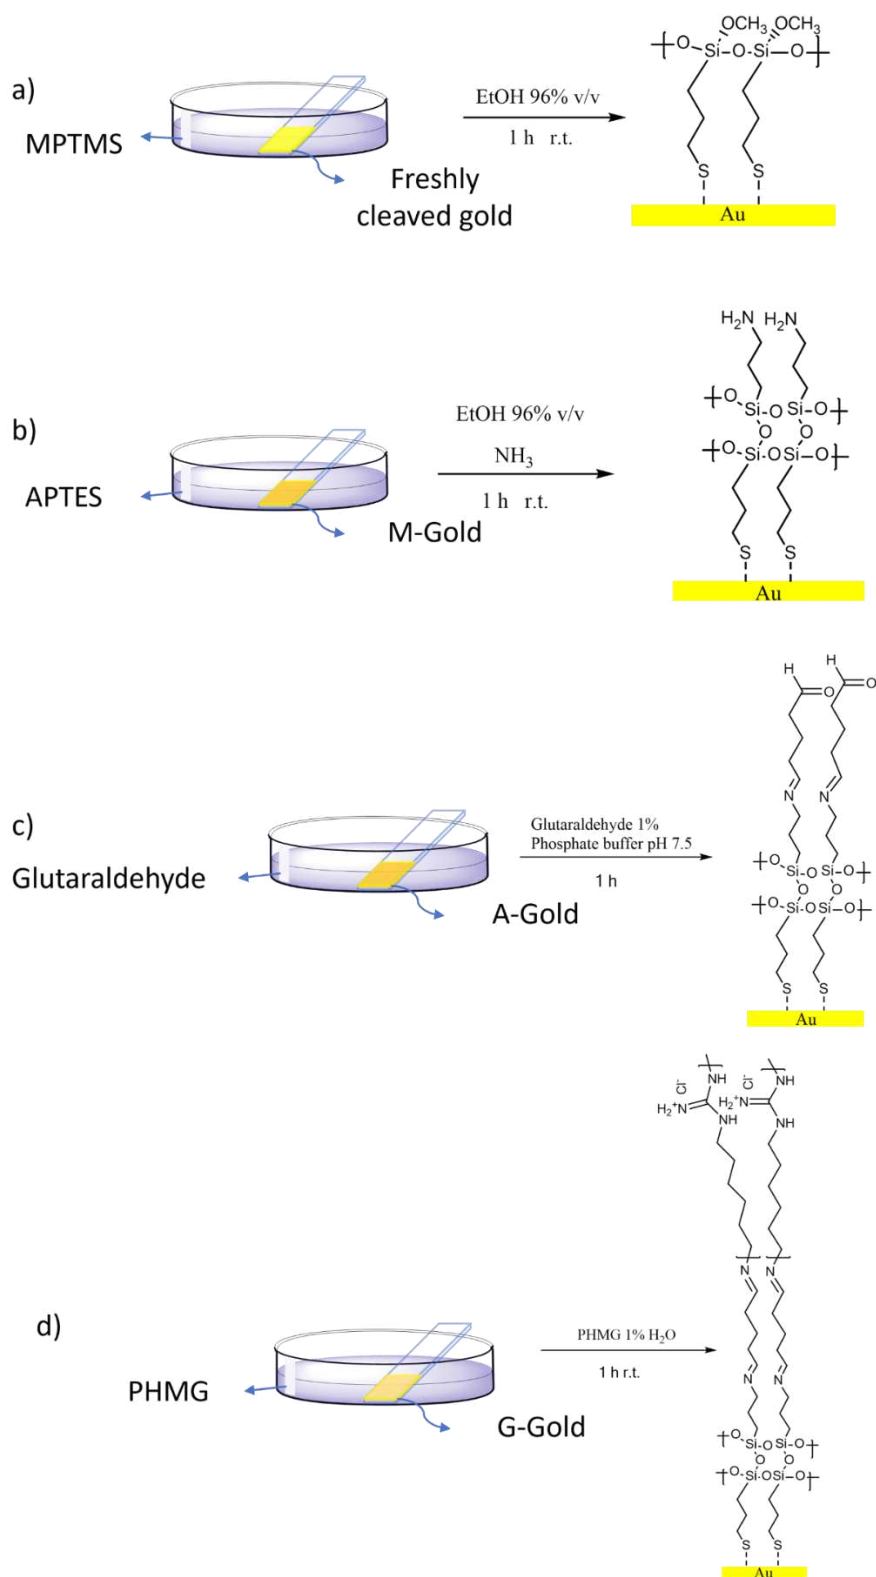 a)
MPTMS
Freshly
cleaved gold
EtOH 96% v/v
1 h r.t.
OCH₃ OCH₃
O Si O Si O
S S
Au
b)
APTES
M-Gold
EtOH 96% v/v
NH₃
1 h r.t.
H₂N H₂N
O Si O Si O
O O
O Si O Si O
S S
Au
c)
Glutaraldehyde
A-Gold
Glutaraldehyde 1%
Phosphate buffer pH 7.5
1 h
H H
O O
N N
O Si O Si O
O O
O Si O Si O
S S
Au
d)
PHMG
G-Gold
PHMG 1% H₂O
1 h r.t.
Cl⁻ NH Cl⁻ NH
H₂⁺N H₂⁺N
NH NH
N N
N N
O Si O Si O
O O
O Si O Si O
S S
Au